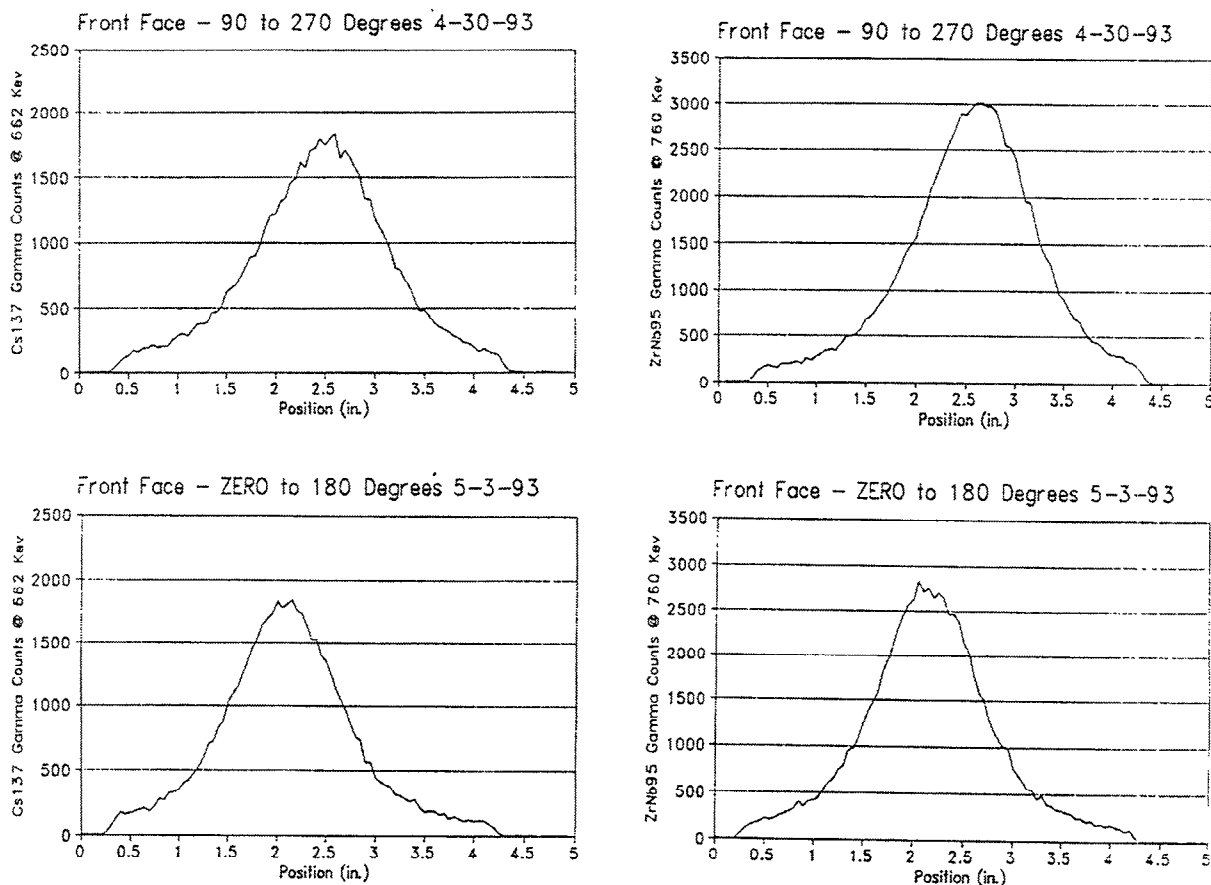 Front Face - 90 to 270 Degrees 4-30-93
Cs137 Gamma Counts @ 662 Kev
2500
2000
1500
1000
500
0
0 0.5 1 1.5 2 2.5 3 3.5 4 4.5 5
Position (in.)
Front Face - 90 to 270 Degrees 4-30-93
ZrNb95 Gamma Counts @ 760 Kev
3500
3000
2500
2000
1500
1000
500
0
0 0.5 1 1.5 2 2.5 3 3.5 4 4.5 5
Position (in.)
Front Face - ZERO to 180 Degrees 5-3-93
Cs137 Gamma Counts @ 662 Kev
2500
2000
1500
1000
500
0
0 0.5 1 1.5 2 2.5 3 3.5 4 4.5 5
Position (in.)
Front Face - ZERO to 180 Degrees 5-3-93
ZrNb95 Gamma Counts @ 760 Kev
3500
3000
2500
2000
1500
1000
500
0
0 0.5 1 1.5 2 2.5 3 3.5 4 4.5 5
Position (in.)